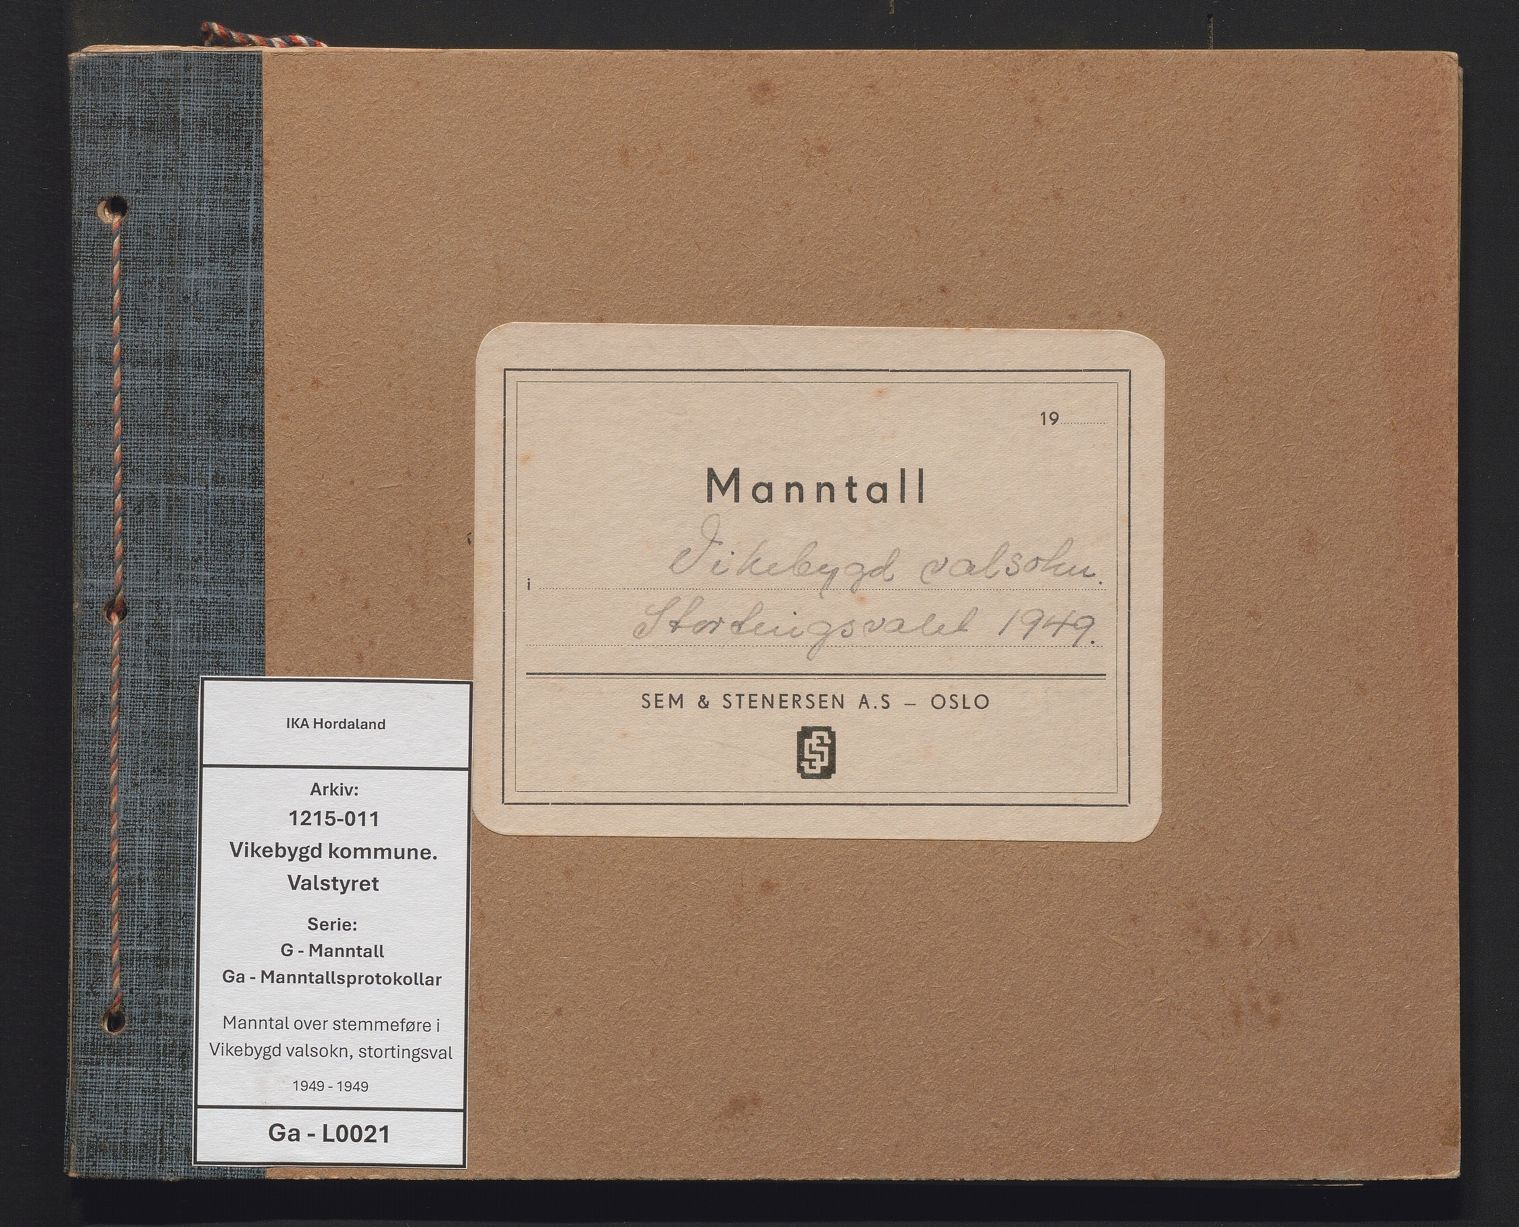 19
Manntall
i Vikebygd valsokn.
Stortingsvalet 1949.
SEM & STENERSEN A.S – OSLO
IKA Hordaland
Arkiv:
1215-011
Vikebygd kommune.
Valstyret
Serie:
G - Manntall
Ga - Manntallsprotokollar
Manntal over stemmeføre i
Vikebygd valsokn, stortingsval
1949 - 1949
Ga - L0021